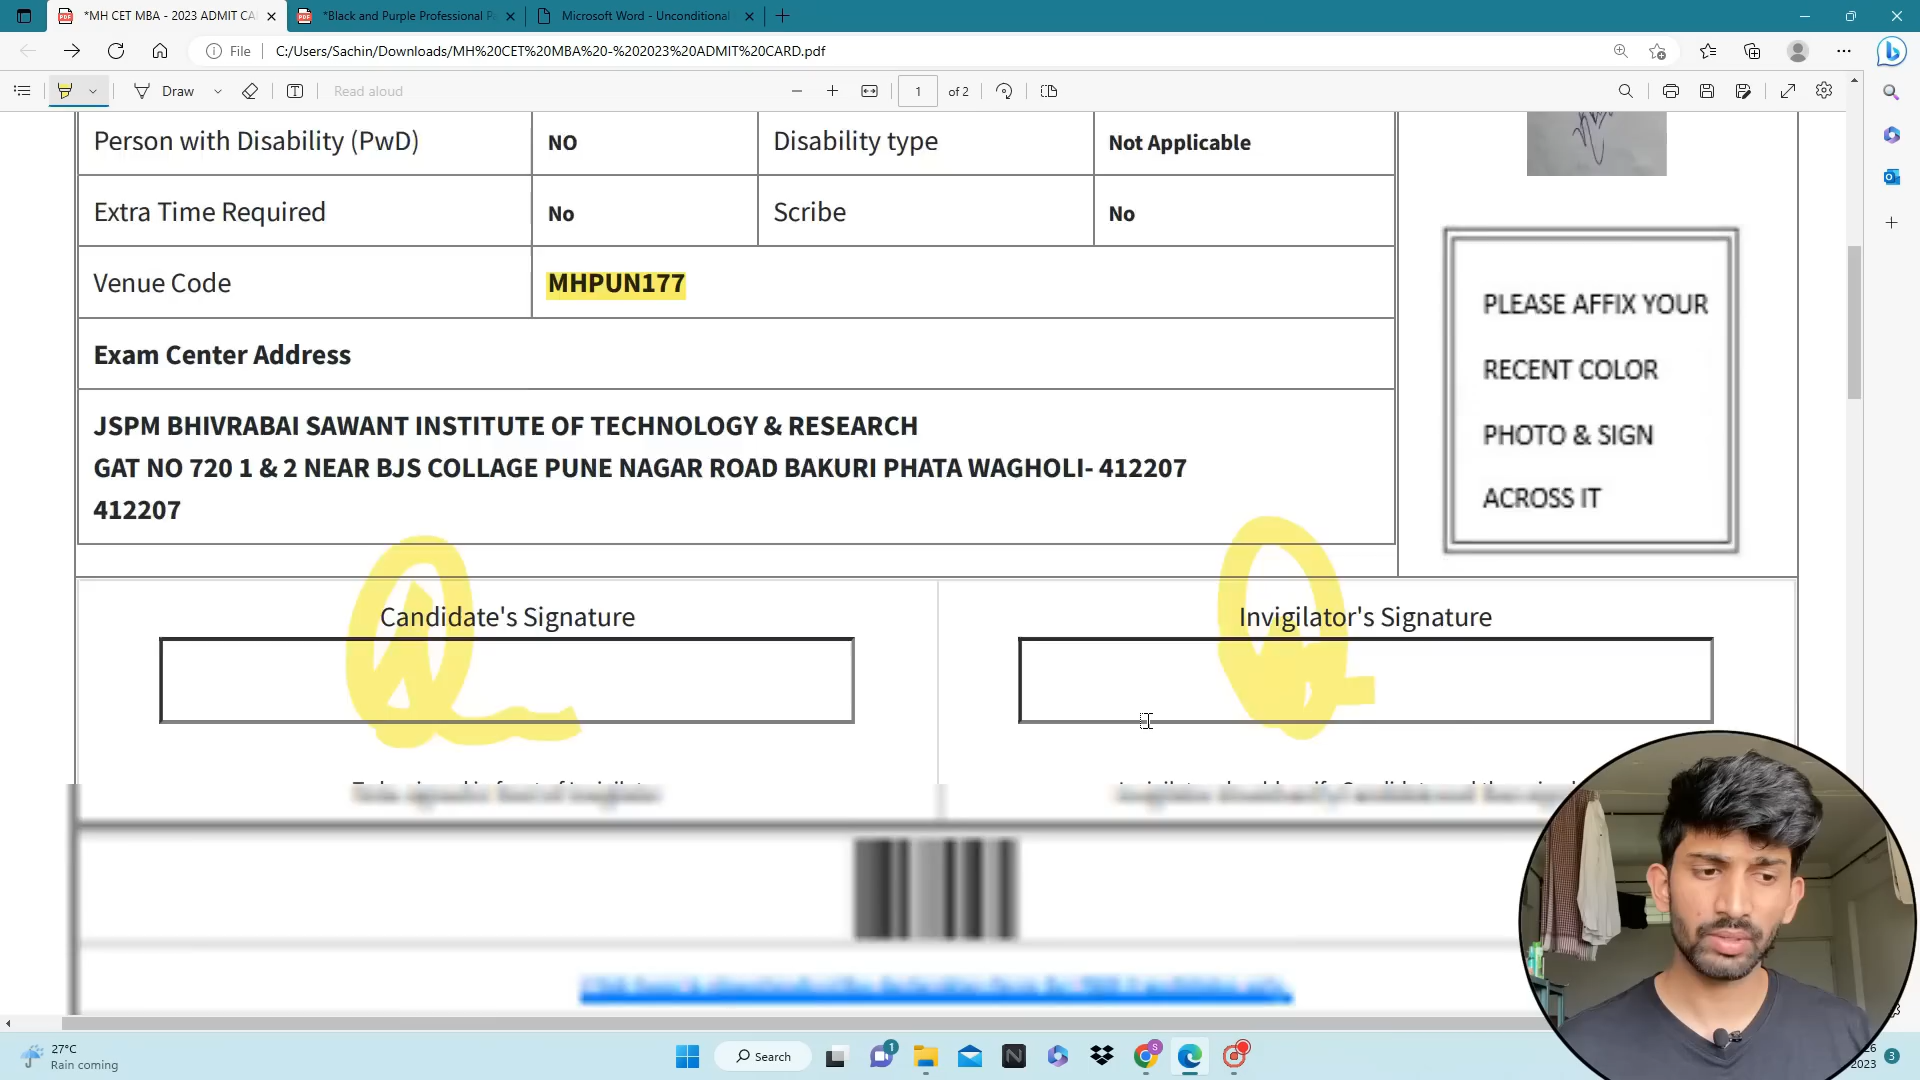 *MH CET MBA - 2023 ADMIT CA
*Black and Purple Professional P
Microsoft Word - Unconditional
File
C:/Users/Sachin/Downloads/MH%20CET%20MBA%20-%202023%20ADMIT%20CARD.pdf
Draw
Read aloud
1
of 2
Person with Disability (PwD)
NO
Disability type
Not Applicable
Extra Time Required
No
Scribe
No
Venue Code
MHPUN177
Exam Center Address
JSPM BHIVRABAI SAWANT INSTITUTE OF TECHNOLOGY & RESEARCH
GAT NO 720 1 & 2 NEAR BJS COLLAGE PUNE NAGAR ROAD BAKURI PHATA WAGHOLI- 412207
412207
PLEASE AFFIX YOUR
RECENT COLOR
PHOTO & SIGN
ACROSS IT
Candidate's Signature
Invigilator's Signature
27°C
Rain coming
Search
1
26
2023
3